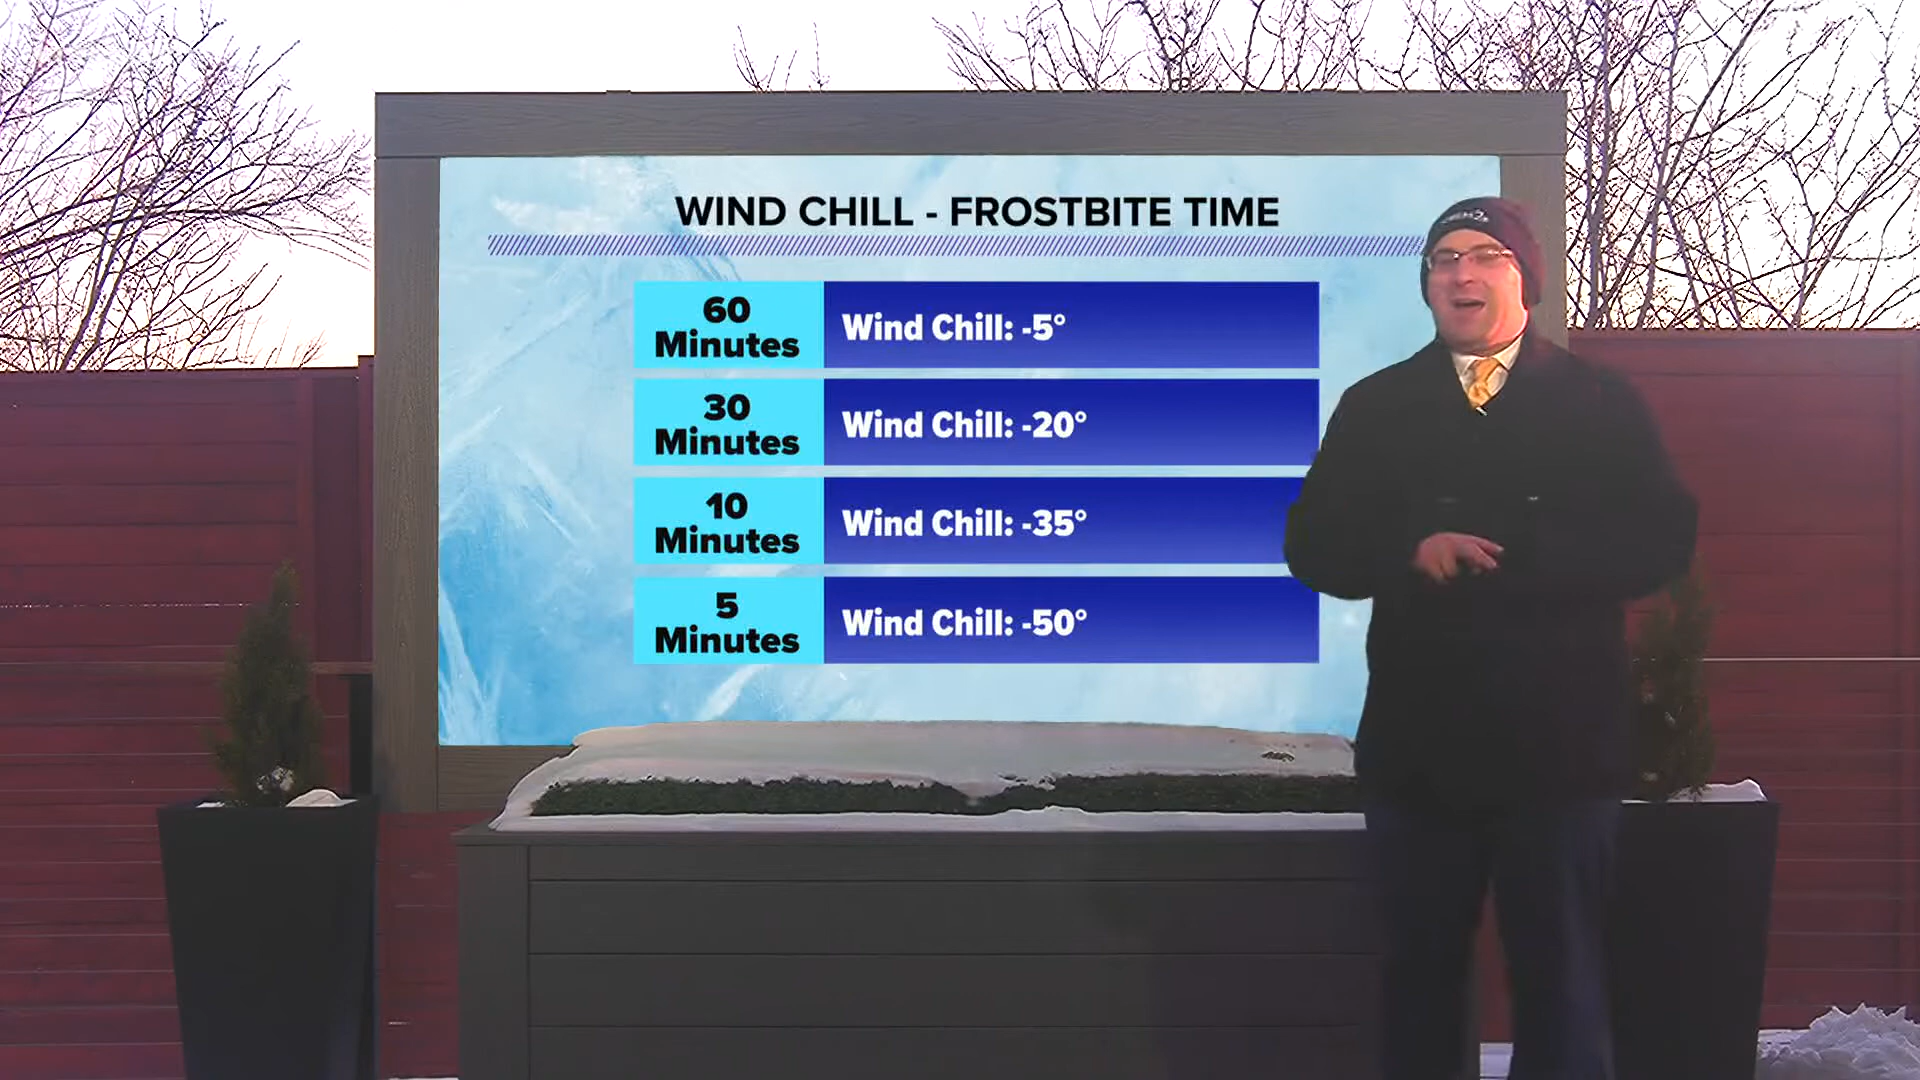 WIND CHILL - FROSTBITE TIME
60
Minutes
Wind Chill: -5°
30
Minutes
Wind Chill: -20°
10
Minutes
Wind Chill: -35°
5
Minutes
Wind Chill: -50°